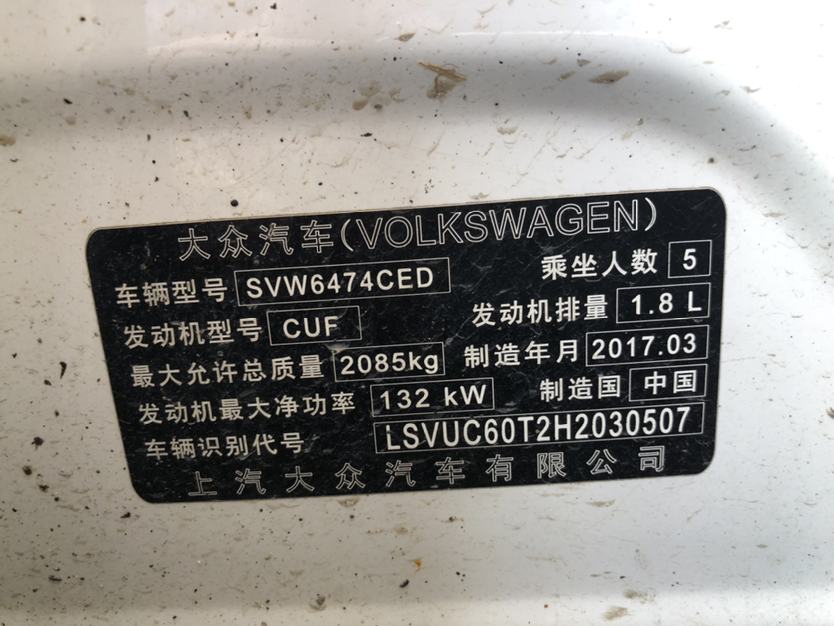 大众汽车(VOLKSWAGEN)
车辆型号 SVW6474CED 乘坐人数 5
发动机型号 CUF 发动机排量 1.8 L
最大允许总质量 2085kg 制造年月 2017.03
发动机最大净功率 132 kW 制造国 中国
车辆识别代号 LSVUC60T2H2030507
上汽大众汽车有限公司